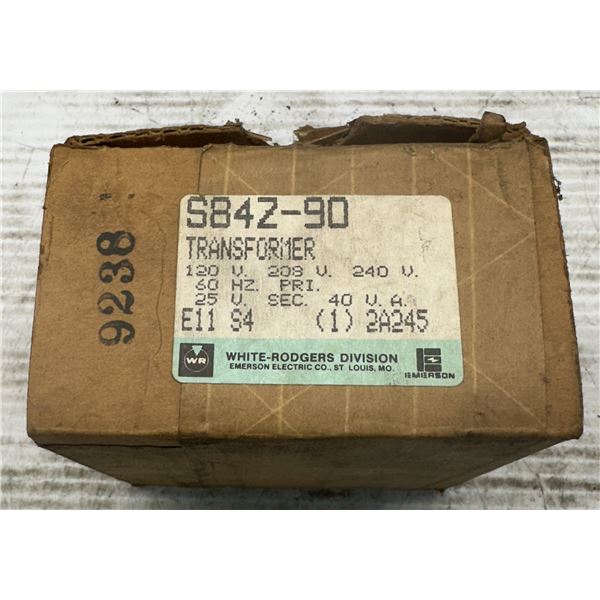 S84Z-90
TRANSFORMER
120 V. 208 V. 240 V.
60 HZ. PRI.
25 V. SEC. 40 V.A.
E11 S4 (1) 2A245
WR WHITE-RODGERS DIVISION
EMERSON ELECTRIC CO., ST LOUIS, MO.
EMERSON
9238